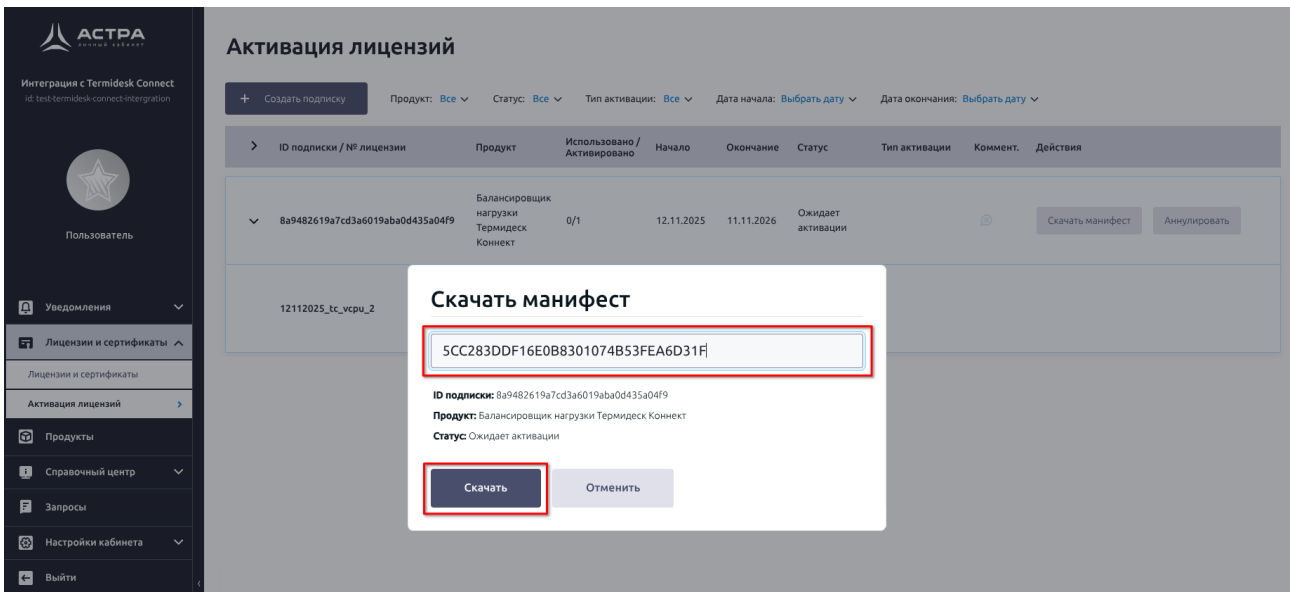 АСТРА
личный кабинет
Интеграция с Termidesk Connect
id: test-termidesk-connect-intergration
Пользователь
Уведомления
Лицензии и сертификаты
Лицензии и сертификаты
Активация лицензий
Продукты
Справочный центр
Запросы
Настройки кабинета
Выйти
Активация лицензий
+ Создать подписку Продукт: Все Статус: Все Тип активации: Все Дата начала: Выбрать дату Дата окончания: Выбрать дату
ID подписки / № лицензии Продукт Использовано / Активировано Начало Окончание Статус Тип активации Коммент. Действия
8a9482619a7cd3a6019aba0d435a04f9 Балансировщик нагрузки Термидеск Коннект 0/1 12.11.2025 11.11.2026 Ожидает активации Скачать манифест Аннулировать
12112025_tc_vcpu_2
Скачать манифест
5CC283DDF16E0B8301074B53FEA6D31F
ID подписки: 8a9482619a7cd3a6019aba0d435a04f9
Продукт: Балансировщик нагрузки Термидеск Коннект
Статус: Ожидает активации
Скачать Отменить